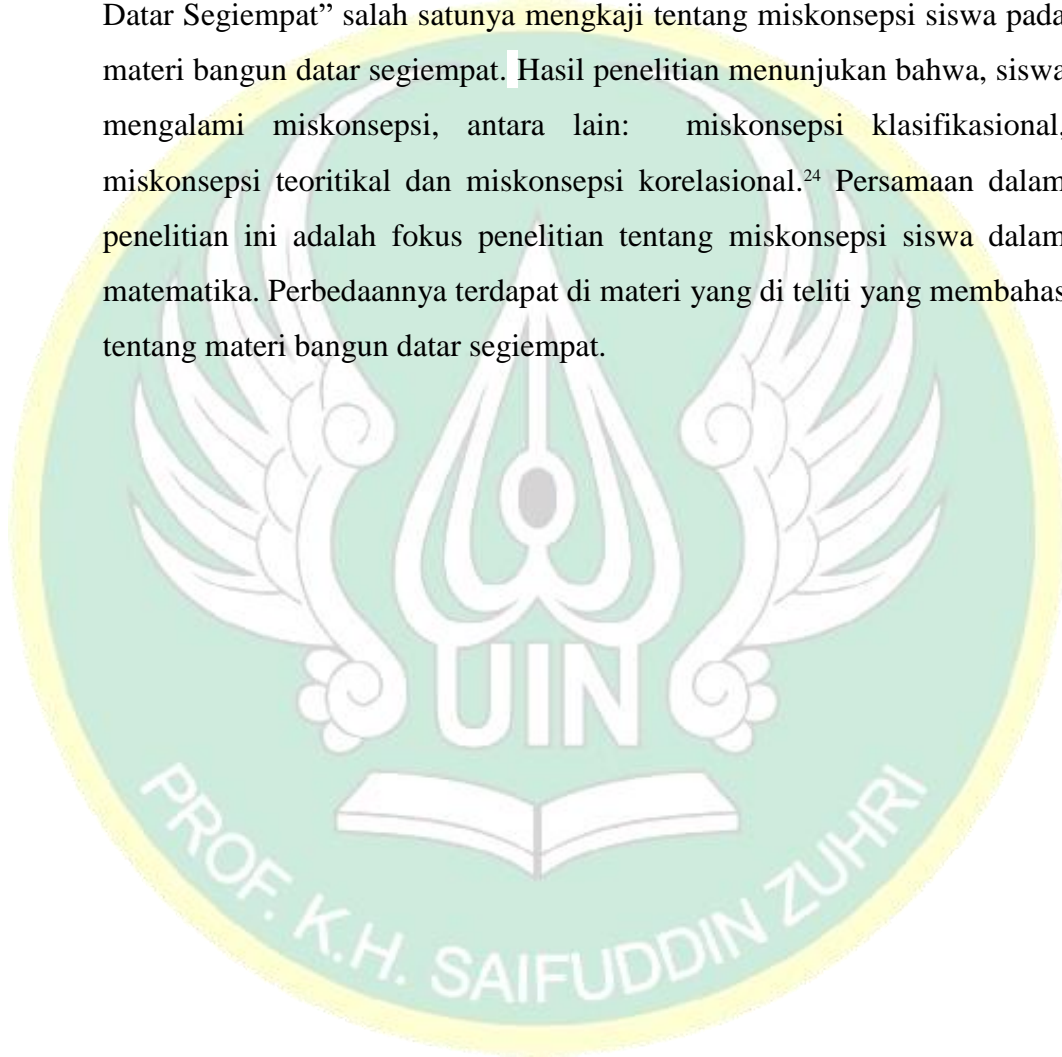 Datar Segiempat” salah satunya mengkaji tentang miskonsepsi siswa pada
materi bangun datar segiempat. Hasil penelitian menunjukan bahwa, siswa
mengalami miskonsepsi, antara lain: miskonsepsi klasifikasional,
miskonsepsi teoritikal dan miskonsepsi korelasional.²⁴ Persamaan dalam
penelitian ini adalah fokus penelitian tentang miskonsepsi siswa dalam
matematika. Perbedaannya terdapat di materi yang di teliti yang membahas
tentang materi bangun datar segiempat.
UIN
PROF. K.H. SAIFUDDIN ZUHRI